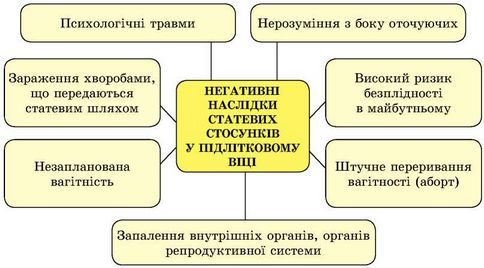 Психологічні травми
Нерозуміння з боку оточуючих
Зараження хворобами,
що передаються
статевим шляхом
НЕГАТИВНІ
НАСЛІДКИ
СТАТЕВИХ
СТОСУНКІВ
У ПІДЛІТКОВОМУ
ВІЦІ
Високий ризик
безплідності
в майбутньому
Незапланована
вагітність
Штучне переривання
вагітності (аборт)
Запалення внутрішніх органів, органів
репродуктивної системи